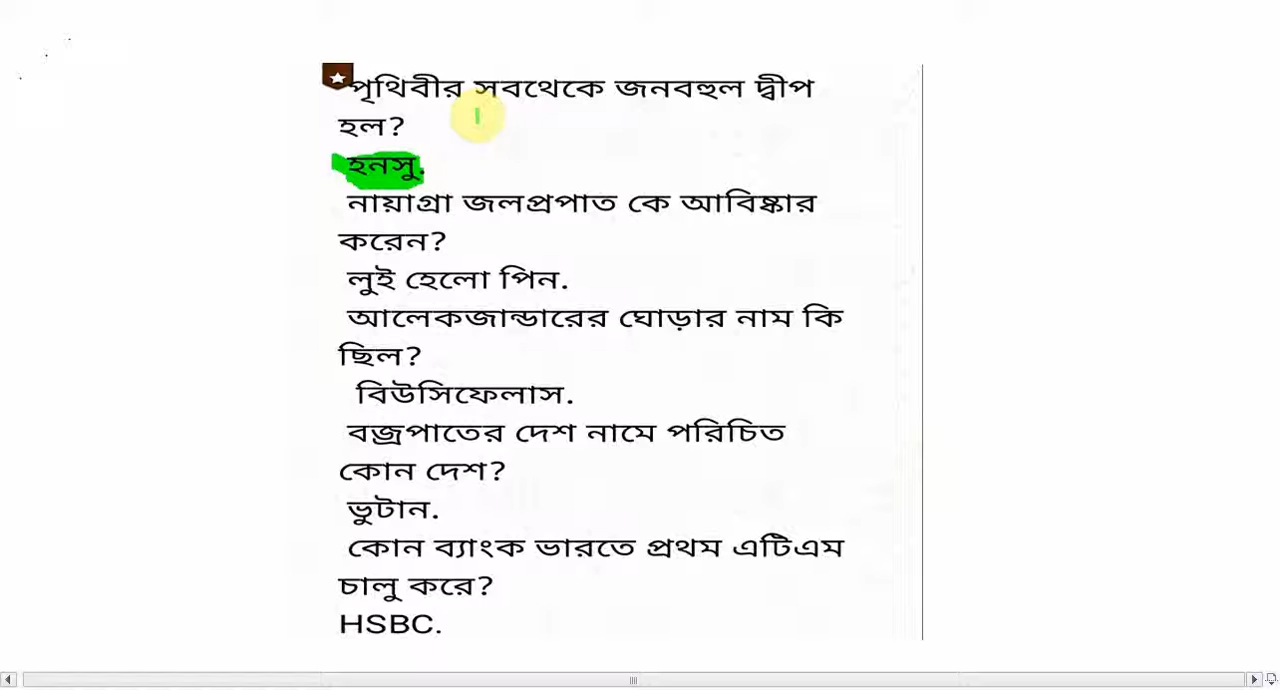 পৃথিবীর সবথেকে জনবহুল দ্বীপ
হল?
হনসু.
নায়াগ্রা জলপ্রপাত কে আবিষ্কার
করেন?
লুই হেলো পিন.
আলেকজান্ডারের ঘোড়ার নাম কি
ছিল?
বিউসিফেলাস.
বজ্রপাতের দেশ নামে পরিচিত
কোন দেশ?
ভুটান.
কোন ব্যাংক ভারতে প্রথম এটিএম
চালু করে?
HSBC.